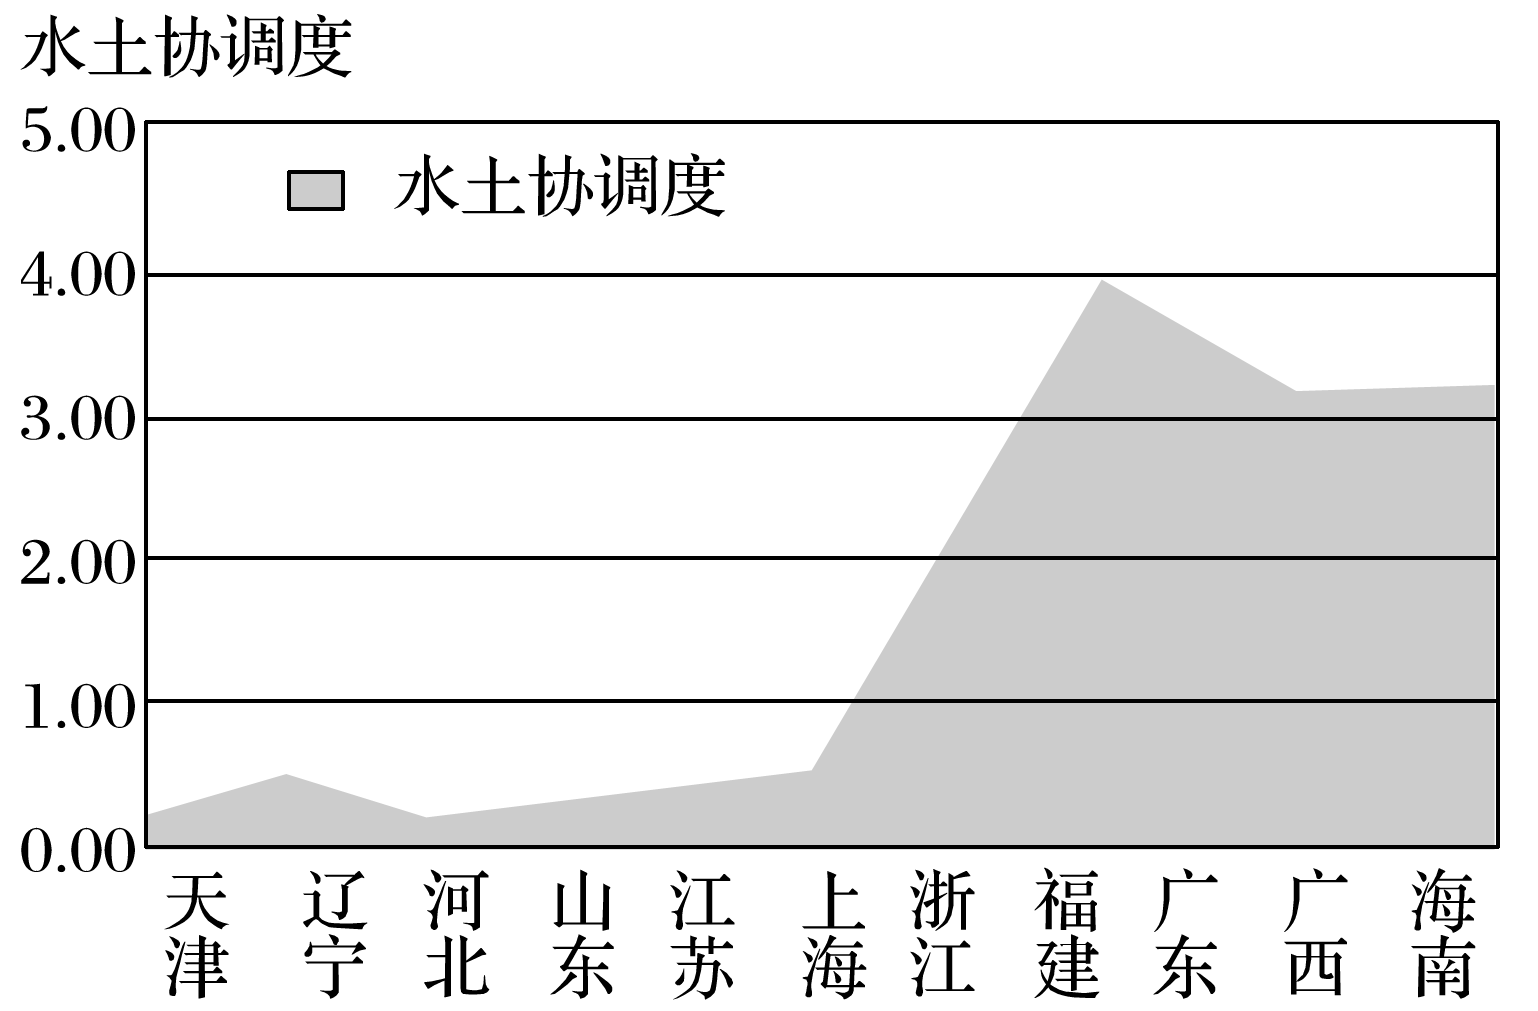 水土协调度
5.00
水土协调度
4.00
3.00
2.00
1.00
0.00
天津
辽宁
河北
山东
江苏
上海
浙江
福建
广东
广西
海南